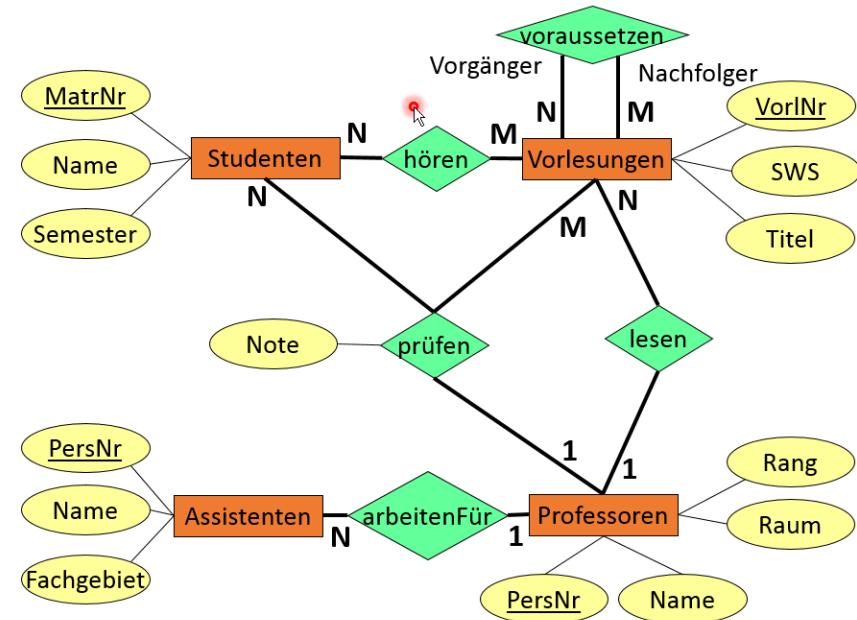 voraussetzen
Vorgänger
Nachfolger
MatrNr
N
N
M
M
VorlNr
Studenten
hören
Vorlesungen
Name
SWS
N
N
M
Semester
Titel
Note
prüfen
lesen
PersNr
1
1
Rang
Name
Assistenten
N
arbeitenFür
1
Professoren
Raum
Fachgebiet
PersNr
Name